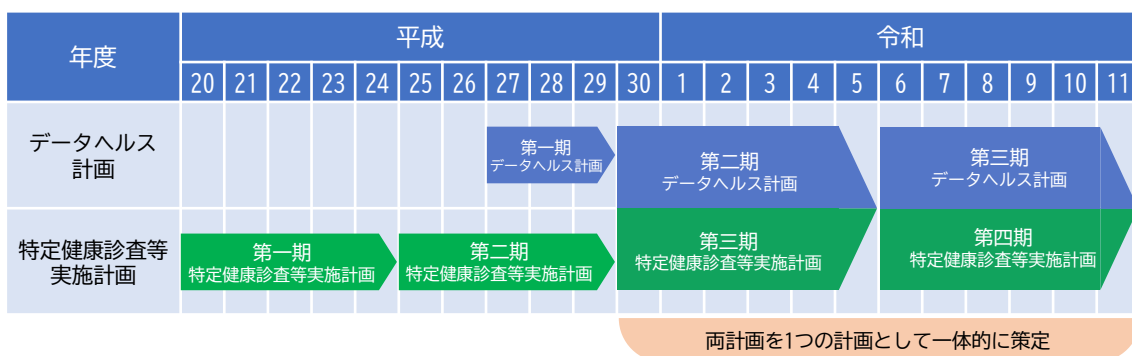 年度
平成
令和
20 21 22 23 24 25 26 27 28 29 30 1 2 3 4 5 6 7 8 9 10 11
データヘルス
計画
第一期
データヘルス計画
第二期
データヘルス計画
第三期
データヘルス計画
特定健康診査等
実施計画
第一期
特定健康診査等実施計画
第二期
特定健康診査等実施計画
第三期
特定健康診査等実施計画
第四期
特定健康診査等実施計画
両計画を1つの計画として一体的に策定